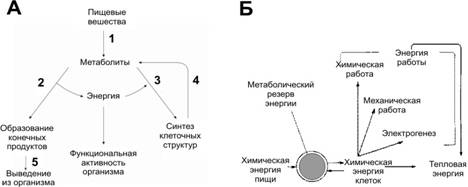 А
Пищевые
вещества
1
Метаболиты
2
3
4
Энергия
Образование
конечных
продуктов
Синтез
клеточных
структур
5
Функциональная
активность
организма
Выведение
из организма
Б
Химическая
работа
Энергия
работы
Метаболический
резерв
энергии
Механическая
работа
Электрогенез
Химическая
энергия
пищи
Химическая
энергия
клеток
Тепловая
энергия